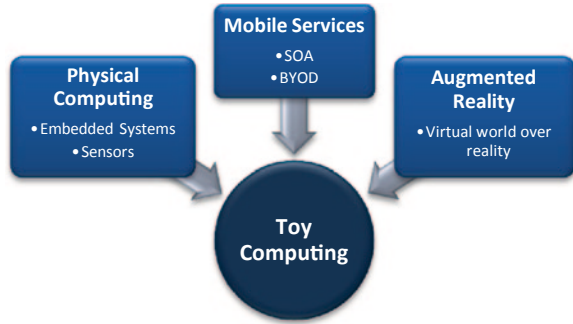 Mobile Services
•SOA
•BYOD
Physical
Computing
•Embedded Systems
•Sensors
Augmented
Reality
•Virtual world over
reality
Toy
Computing